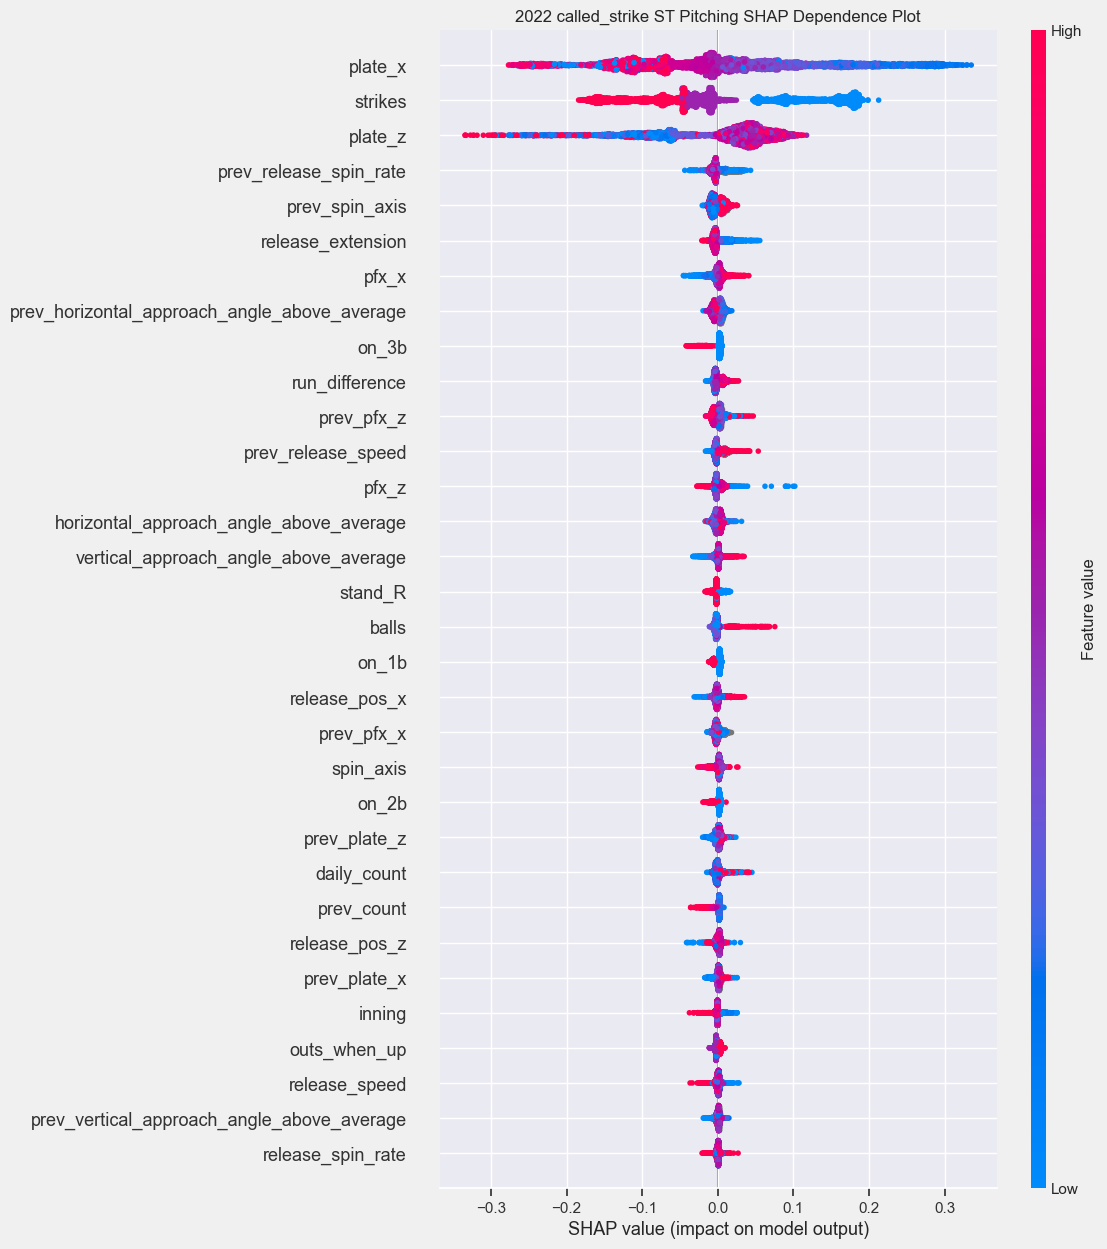 2022 called_strike ST Pitching SHAP Dependence Plot
High
plate_x
strikes
plate_z
prev_release_spin_rate
prev_spin_axis
release_extension
pfx_x
prev_horizontal_approach_angle_above_average
on_3b
run_difference
prev_pfx_z
prev_release_speed
pfx_z
horizontal_approach_angle_above_average
vertical_approach_angle_above_average
stand_R
balls
on_1b
release_pos_x
prev_pfx_x
spin_axis
on_2b
prev_plate_z
daily_count
prev_count
release_pos_z
prev_plate_x
inning
outs_when_up
release_speed
prev_vertical_approach_angle_above_average
release_spin_rate
Feature value
Low
−0.3 −0.2 −0.1 0.0 0.1 0.2 0.3
SHAP value (impact on model output)